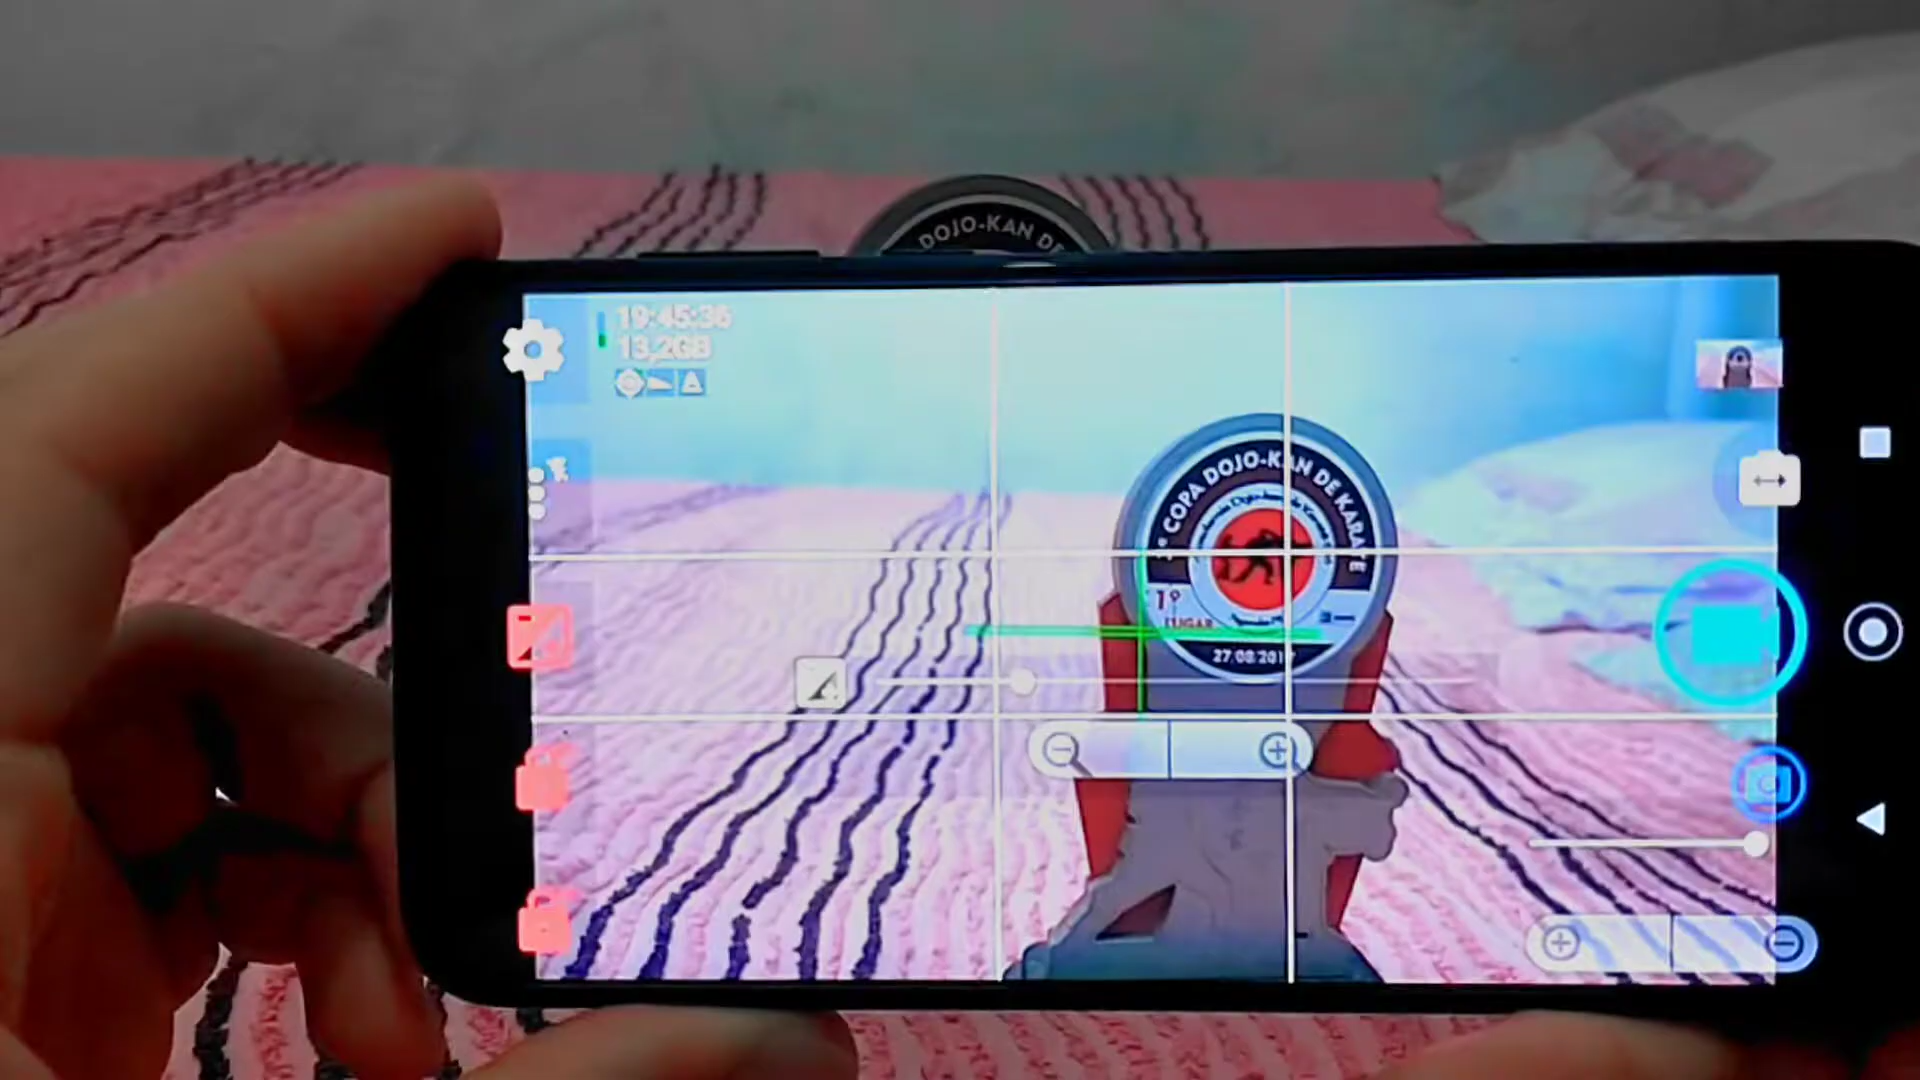 DOJO-KAN DE
19:45:36
13,2GB
COPA DOJO-KAN DE KARATE
1º
LUGAR
27.08.201